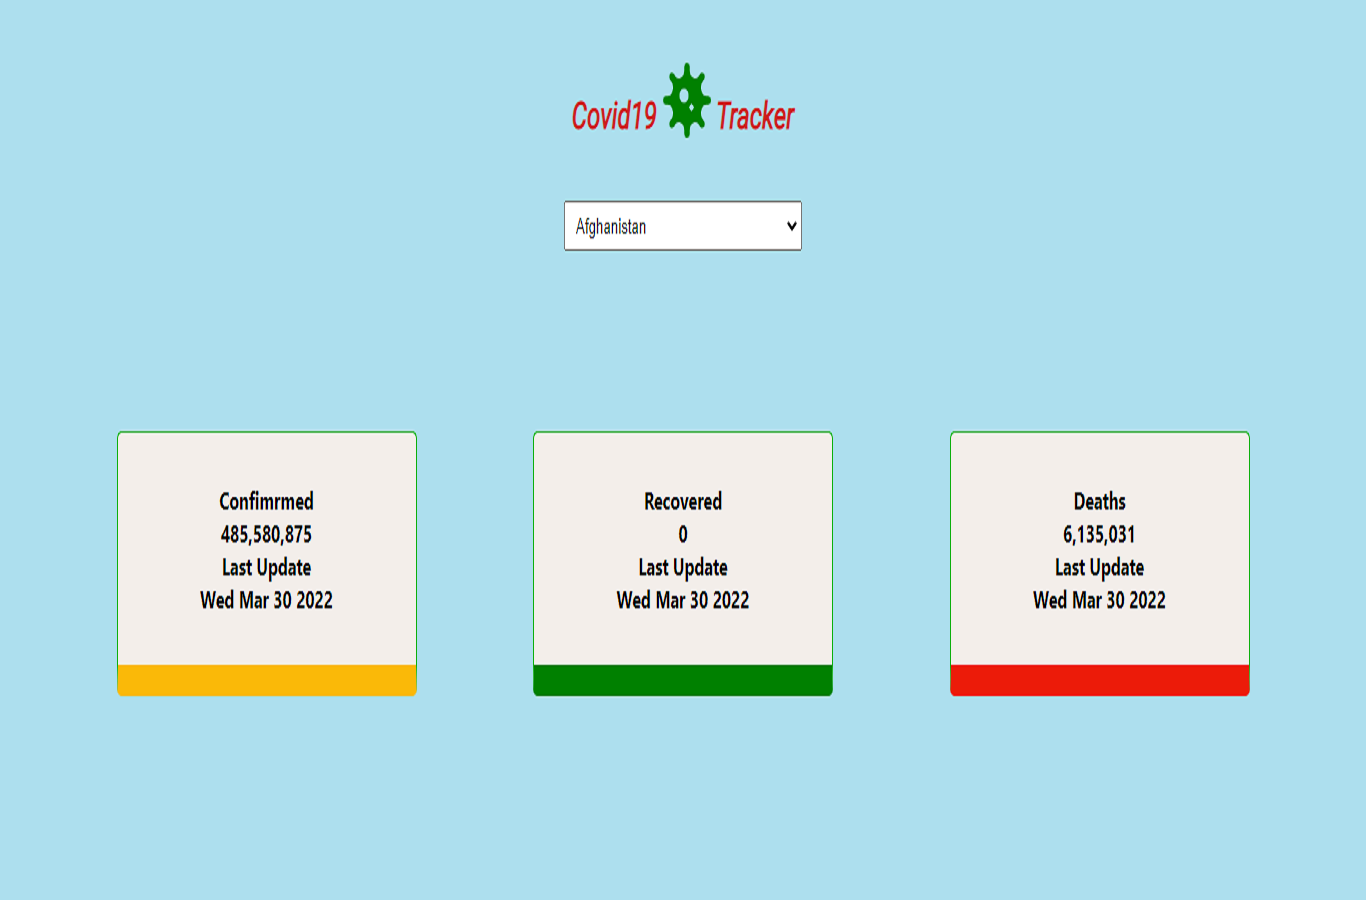 Covid19 Tracker
Afghanistan
Confimrmed
485,580,875
Last Update
Wed Mar 30 2022
Recovered
0
Last Update
Wed Mar 30 2022
Deaths
6,135,031
Last Update
Wed Mar 30 2022